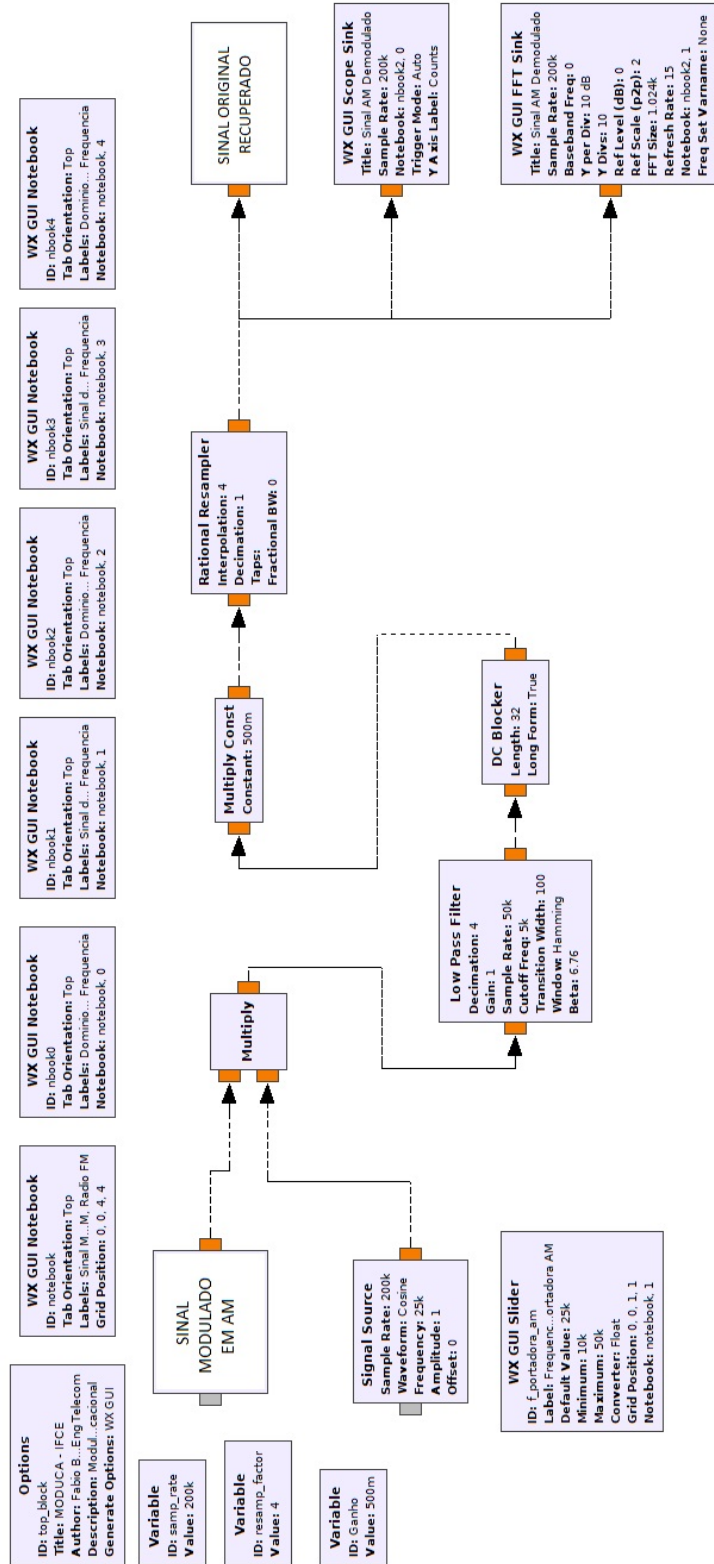 Options
ID: top_block
Title: MODUCA - IFCE
Author: Fabio B...Eng Telecom
Description: Modul...cacional
Generate Options: WX GUI
WX GUI Notebook
ID: notebook
Tab Orientation: Top
Labels: Sinal M...M, Radio FM
Grid Position: 0, 0, 4, 4
WX GUI Notebook
ID: nbook0
Tab Orientation: Top
Labels: Dominio... Frequencia
Notebook: notebook, 0
WX GUI Notebook
ID: nbook1
Tab Orientation: Top
Labels: Sinal d... Frequencia
Notebook: notebook, 1
WX GUI Notebook
ID: nbook2
Tab Orientation: Top
Labels: Dominio... Frequencia
Notebook: notebook, 2
WX GUI Notebook
ID: nbook3
Tab Orientation: Top
Labels: Sinal d... Frequencia
Notebook: notebook, 3
WX GUI Notebook
ID: nbook4
Tab Orientation: Top
Labels: Dominio... Frequencia
Notebook: notebook, 4
Variable
ID: samp_rate
Value: 200k
Variable
ID: resamp_factor
Value: 4
Variable
ID: Ganho
Value: 500m
SINAL
MODULADO
EM AM
Signal Source
Sample Rate: 200k
Waveform: Cosine
Frequency: 25k
Amplitude: 1
Offset: 0
WX GUI Slider
ID: f_portadora_am
Label: Frequenc...ortadora AM
Default Value: 25k
Minimum: 10k
Maximum: 50k
Converter: Float
Grid Position: 0, 0, 1, 1
Notebook: notebook, 1
Multiply
Low Pass Filter
Decimation: 4
Gain: 1
Sample Rate: 50k
Cutoff Freq: 5k
Transition Width: 100
Window: Hamming
Beta: 6.76
DC Blocker
Length: 32
Long Form: True
Multiply Const
Constant: 500m
Rational Resampler
Interpolation: 4
Decimation: 1
Taps:
Fractional BW: 0
SINAL ORIGINAL
RECUPERADO
WX GUI Scope Sink
Title: Sinal AM Demodulado
Sample Rate: 200k
Notebook: nbook2, 0
Trigger Mode: Auto
Y Axis Label: Counts
WX GUI FFT Sink
Title: Sinal AM Demodulado
Sample Rate: 200k
Baseband Freq: 0
Y per Div: 10 dB
Y Divs: 10
Ref Level (dB): 0
Ref Scale (p2p): 2
FFT Size: 1.024k
Refresh Rate: 15
Notebook: nbook2, 1
Freq Set Varname: None